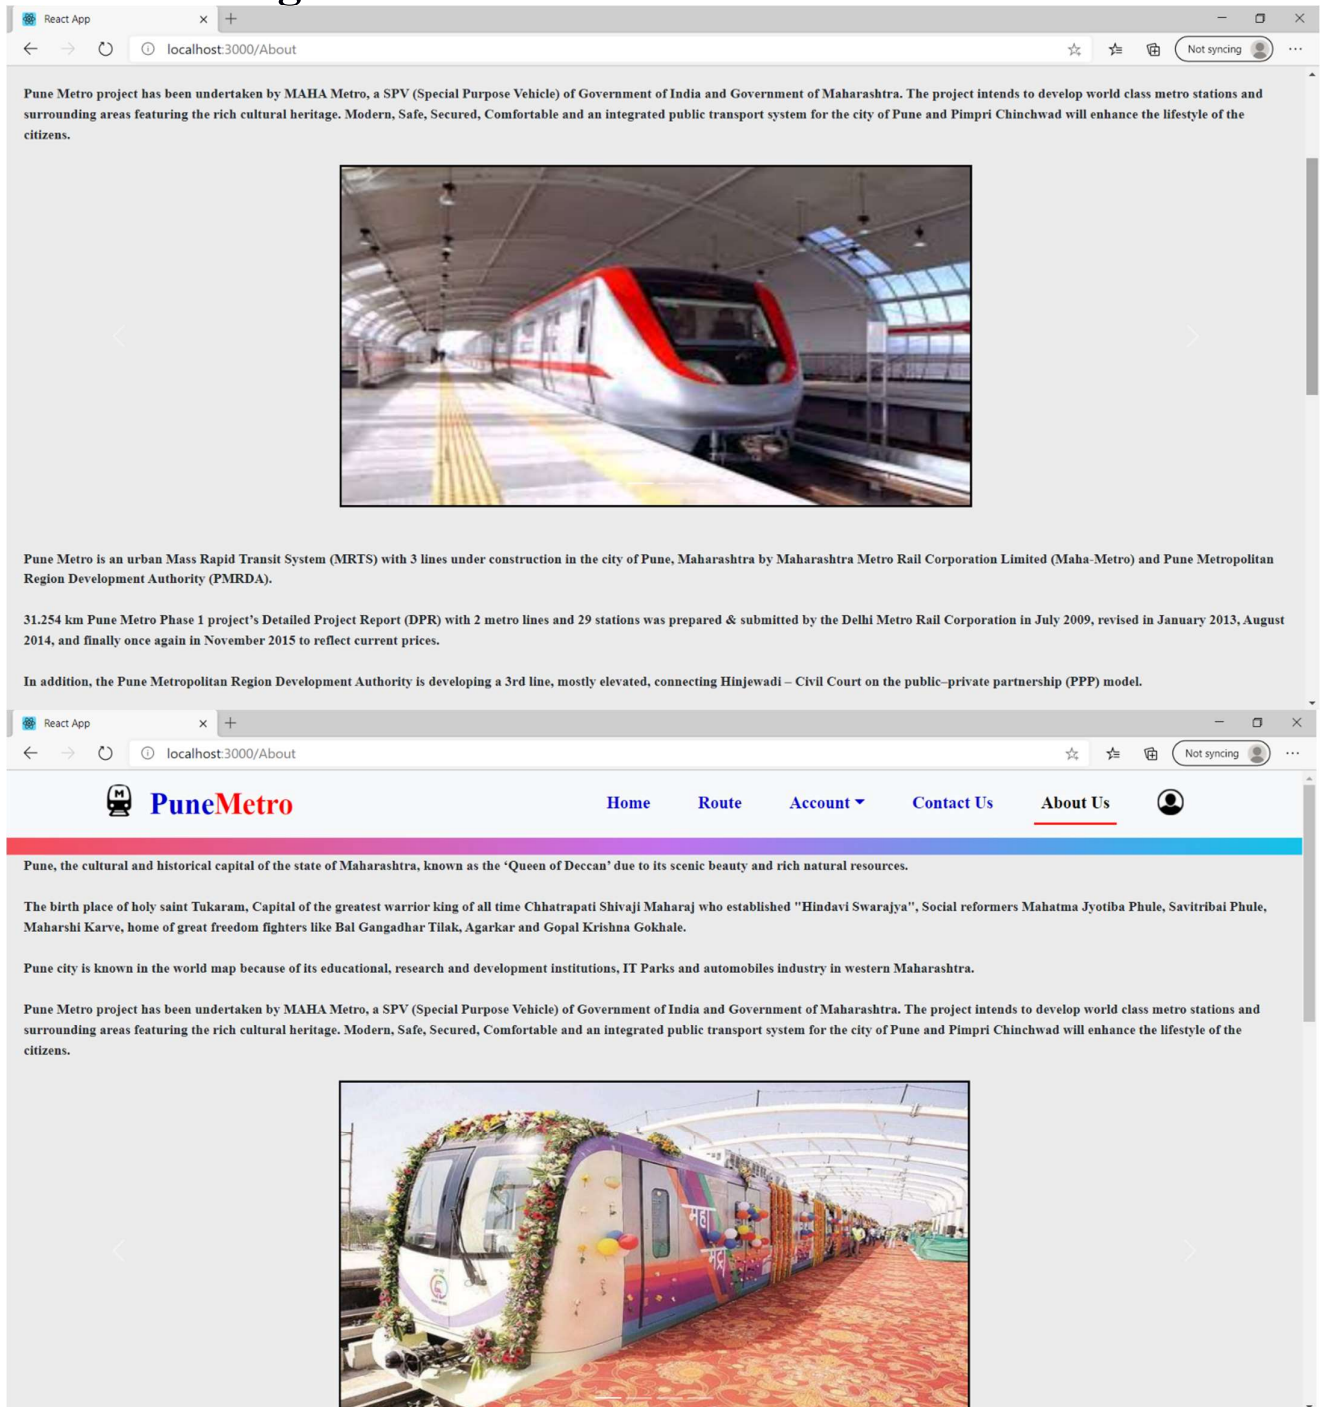 React App
localhost:3000/About
Not syncing
Pune Metro project has been undertaken by MAHA Metro, a SPV (Special Purpose Vehicle) of Government of India and Government of Maharashtra. The project intends to develop world class metro stations and
surrounding areas featuring the rich cultural heritage. Modern, Safe, Secured, Comfortable and an integrated public transport system for the city of Pune and Pimpri Chinchwad will enhance the lifestyle of the
citizens.
Pune Metro is an urban Mass Rapid Transit System (MRTS) with 3 lines under construction in the city of Pune, Maharashtra by Maharashtra Metro Rail Corporation Limited (Maha-Metro) and Pune Metropolitan
Region Development Authority (PMRDA).
31.254 km Pune Metro Phase 1 project’s Detailed Project Report (DPR) with 2 metro lines and 29 stations was prepared & submitted by the Delhi Metro Rail Corporation in July 2009, revised in January 2013, August
2014, and finally once again in November 2015 to reflect current prices.
In addition, the Pune Metropolitan Region Development Authority is developing a 3rd line, mostly elevated, connecting Hinjewadi – Civil Court on the public–private partnership (PPP) model.
React App
localhost:3000/About
Not syncing
M PuneMetro Home Route Account Contact Us About Us
Pune, the cultural and historical capital of the state of Maharashtra, known as the ‘Queen of Deccan’ due to its scenic beauty and rich natural resources.
The birth place of holy saint Tukaram, Capital of the greatest warrior king of all time Chhatrapati Shivaji Maharaj who established "Hindavi Swarajya", Social reformers Mahatma Jyotiba Phule, Savitribai Phule,
Maharshi Karve, home of great freedom fighters like Bal Gangadhar Tilak, Agarkar and Gopal Krishna Gokhale.
Pune city is known in the world map because of its educational, research and development institutions, IT Parks and automobiles industry in western Maharashtra.
Pune Metro project has been undertaken by MAHA Metro, a SPV (Special Purpose Vehicle) of Government of India and Government of Maharashtra. The project intends to develop world class metro stations and
surrounding areas featuring the rich cultural heritage. Modern, Safe, Secured, Comfortable and an integrated public transport system for the city of Pune and Pimpri Chinchwad will enhance the lifestyle of the
citizens.
महा
मेट्रो